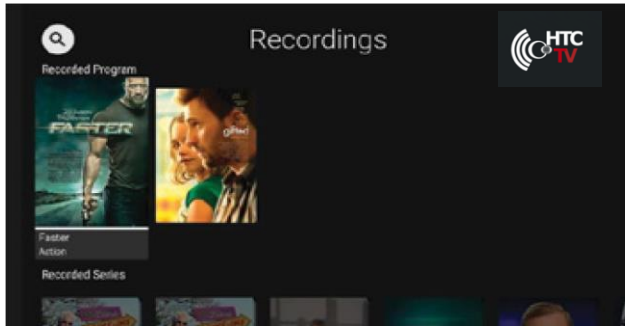 Recordings
HTC
TV
Recorded Program
FASTER
gifted
Faster
Action
Recorded Series